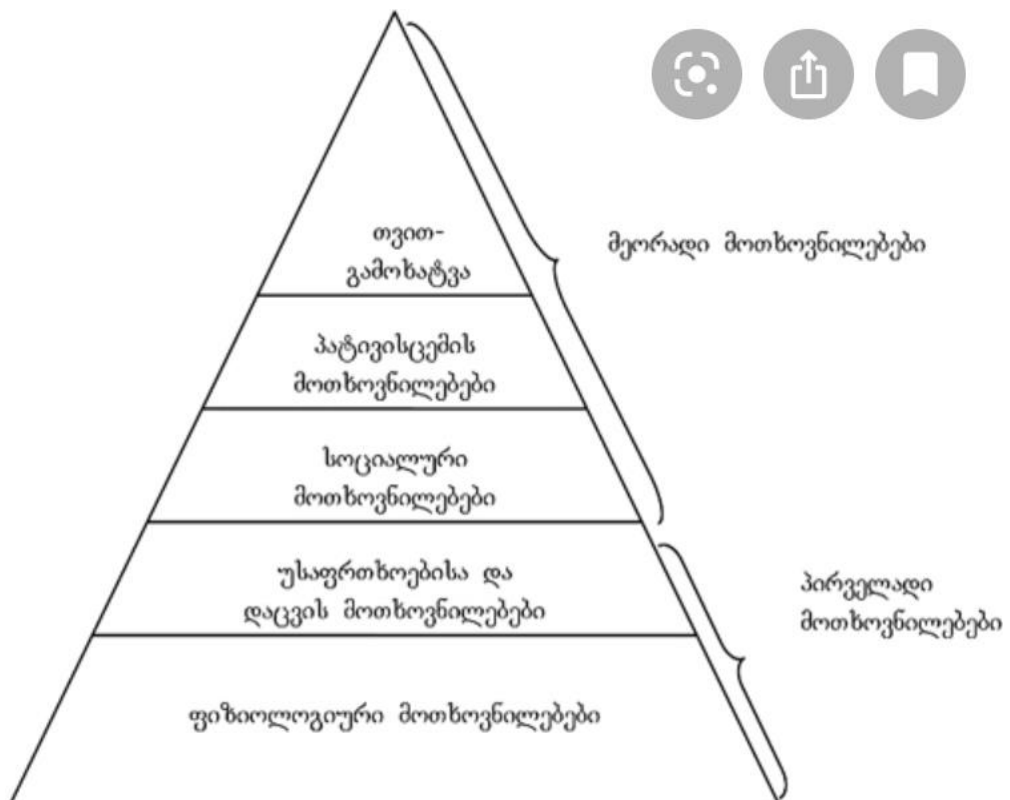 თვით-
გამოხატვა
მეორადი მოთხოვნილებები
პატივისცემის
მოთხოვნილებები
სოციალური
მოთხოვნილებები
უსაფრთხოებისა და
დაცვის მოთხოვნილებები
პირველადი
მოთხოვნილებები
ფიზიოლოგიური მოთხოვნილებები